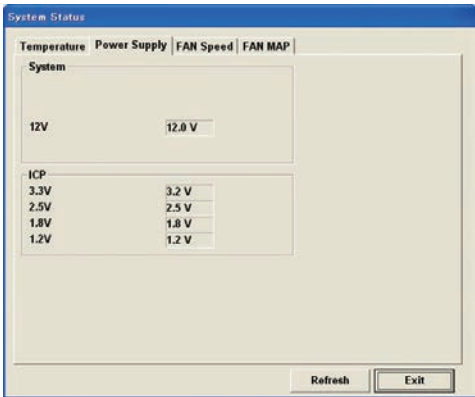 System Status
Temperature Power Supply FAN Speed FAN MAP
System
12V 12.0 V
ICP
3.3V 3.2 V
2.5V 2.5 V
1.8V 1.8 V
1.2V 1.2 V
Refresh Exit